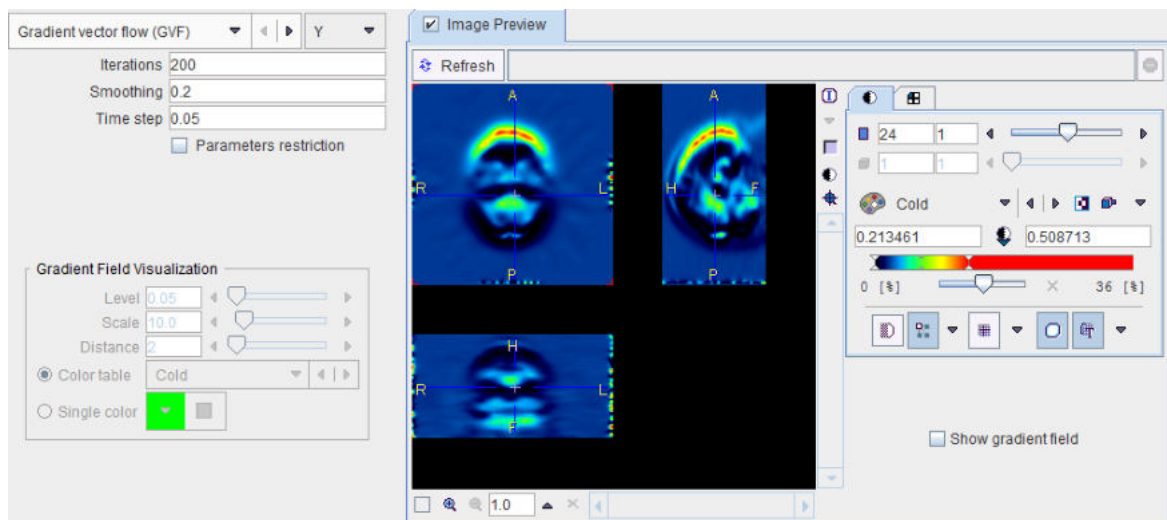 Gradient vector flow (GVF) Y
Iterations 200
Smoothing 0.2
Time step 0.05
Parameters restriction
Gradient Field Visualization
Level 0.05
Scale 10.0
Distance 2
Color table Cold
Single color
Image Preview
Refresh
A
R L
P
A
H F
P
H
R L
F
1.0
24 1
1 1
Cold
0.213461 0.508713
0 [%] 36 [%]
Show gradient field